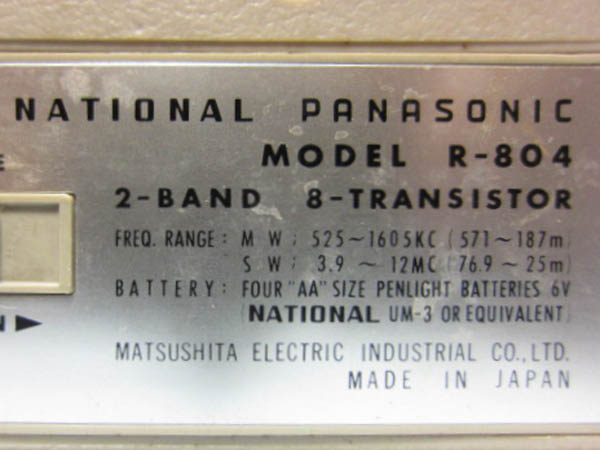 NATIONAL PANASONIC
MODEL R-804
2-BAND 8-TRANSISTOR
FREQ. RANGE: M W; 525~1605KC (571~187m)
S W; 3.9 ~ 12MC (76.9~25m)
BATTERY: FOUR "AA" SIZE PENLIGHT BATTERIES 6V
(NATIONAL UM-3 OR EQUIVALENT)
MATSUSHITA ELECTRIC INDUSTRIAL CO., LTD.
MADE IN JAPAN